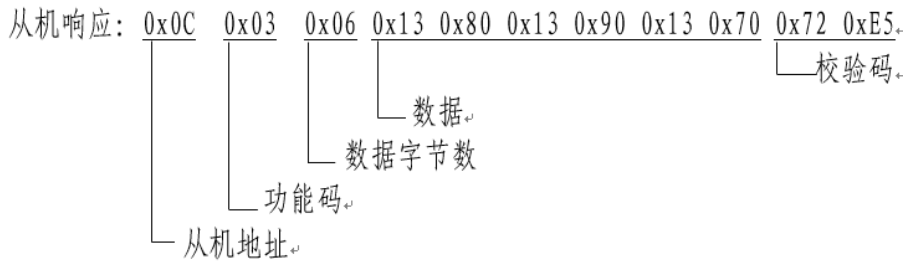 从机响应: 0x0C 0x03 0x06 0x13 0x80 0x13 0x90 0x13 0x70 0x72 0xE5
校验码
数据
数据字节数
功能码
从机地址